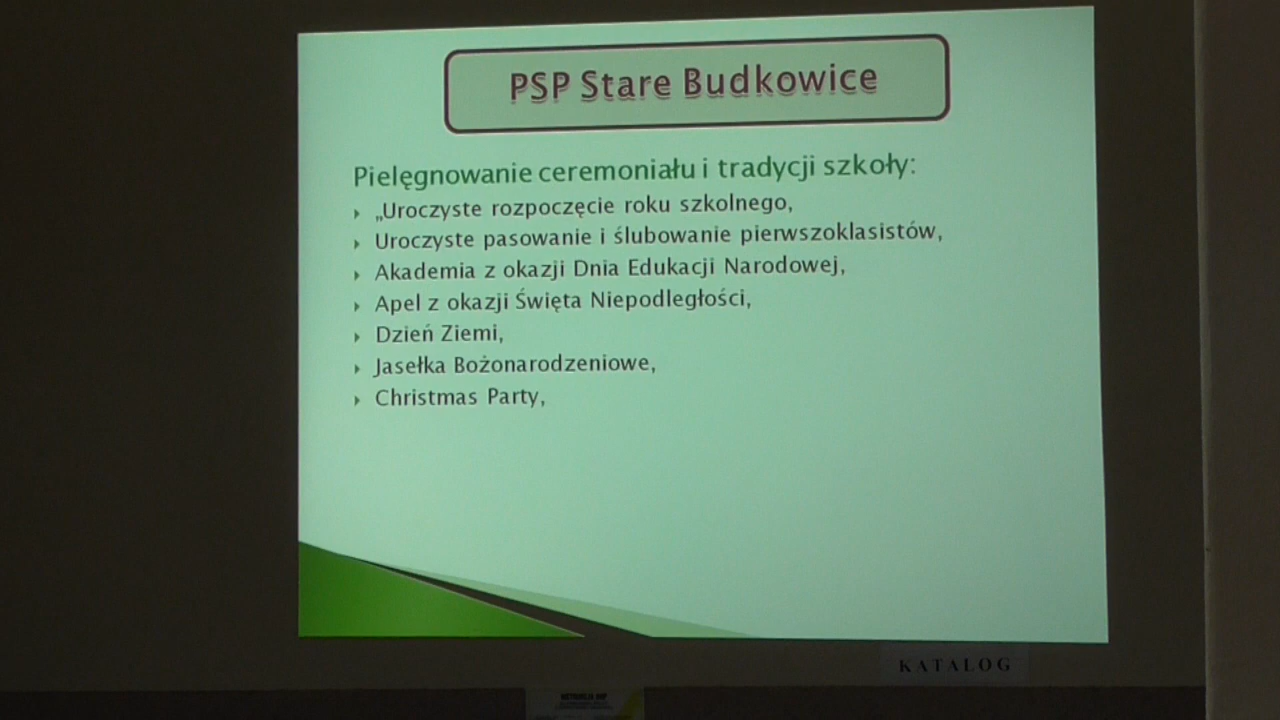 PSP Stare Budkowice
Pielęgnowanie ceremoniału i tradycji szkoły:
„Uroczyste rozpoczęcie roku szkolnego,
Uroczyste pasowanie i ślubowanie pierwszoklasistów,
Akademia z okazji Dnia Edukacji Narodowej,
Apel z okazji Święta Niepodległości,
Dzień Ziemi,
Jasełka Bożonarodzeniowe,
Christmas Party,
KATALOG